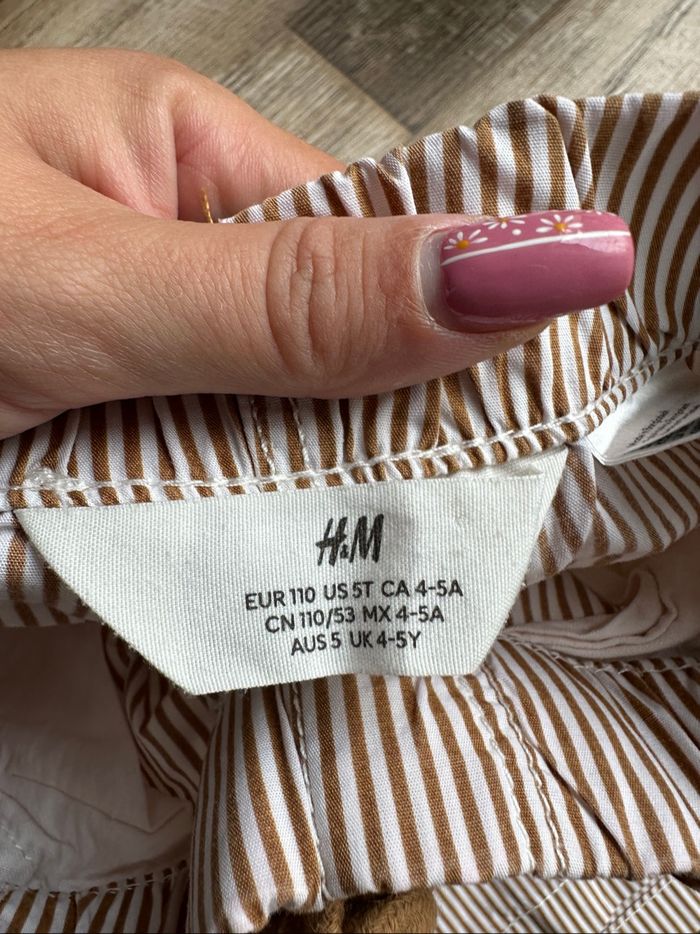 H&M
EUR 110 US 5T CA 4-5A
CN 110/53 MX 4-5A
AUS 5 UK 4-5Y